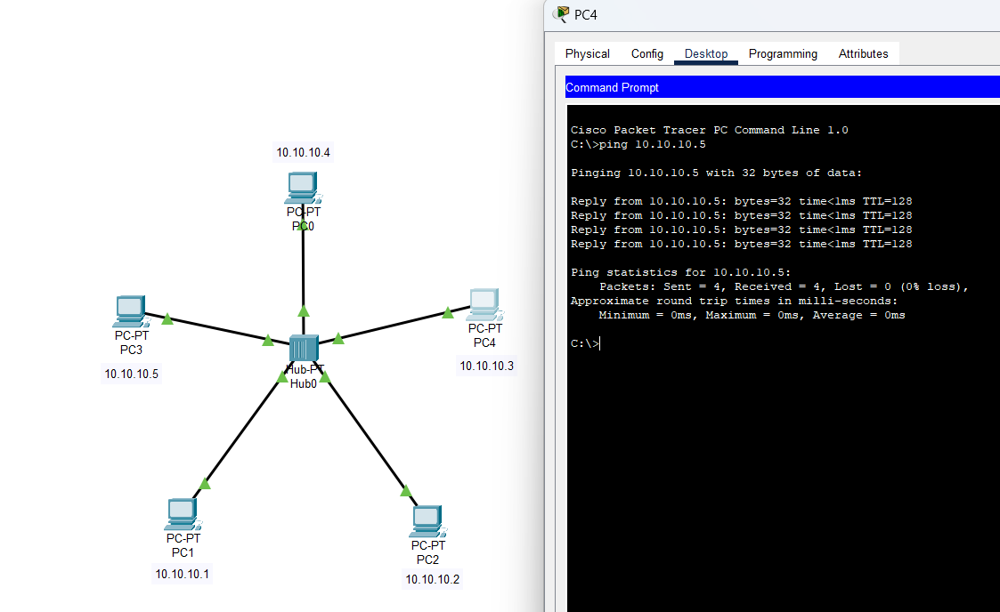 10.10.10.4
PC-PT
PC0
PC-PT
PC3
10.10.10.5
PC-PT
PC4
10.10.10.3
Hub-PT
Hub0
PC-PT
PC1
10.10.10.1
PC-PT
PC2
10.10.10.2
PC4
Physical Config Desktop Programming Attributes
Command Prompt
Cisco Packet Tracer PC Command Line 1.0
C:\>ping 10.10.10.5
Pinging 10.10.10.5 with 32 bytes of data:
Reply from 10.10.10.5: bytes=32 time<1ms TTL=128
Reply from 10.10.10.5: bytes=32 time<1ms TTL=128
Reply from 10.10.10.5: bytes=32 time<1ms TTL=128
Reply from 10.10.10.5: bytes=32 time<1ms TTL=128
Ping statistics for 10.10.10.5:
Packets: Sent = 4, Received = 4, Lost = 0 (0% loss),
Approximate round trip times in milli-seconds:
Minimum = 0ms, Maximum = 0ms, Average = 0ms
C:\>